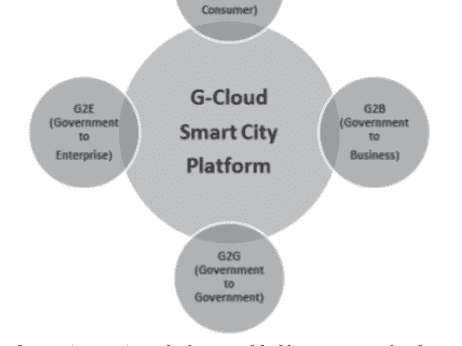 Consumer)
G-Cloud
Smart City
Platform
G2E
(Government
to
Enterprise)
G2B
(Government
to
Business)
G2G
(Government
to
Government)